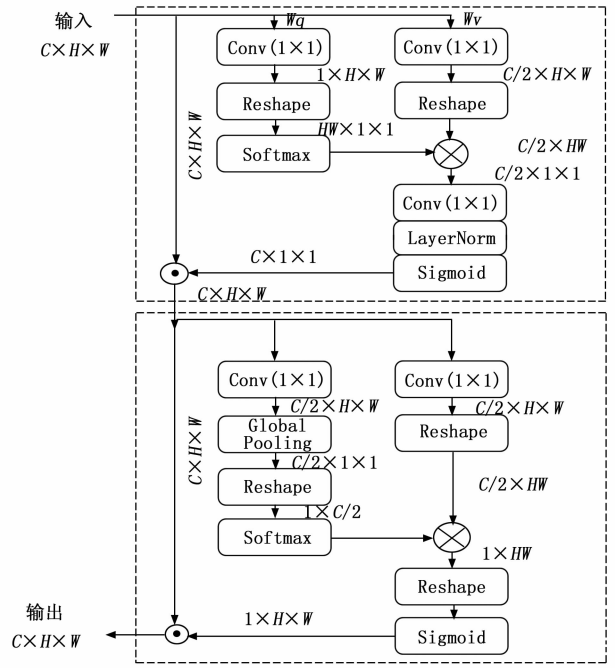 输入
C×H×W
Wq
Wv
Conv(1×1)
Conv(1×1)
1×H×W
C/2×H×W
Reshape
Reshape
C×H×W
HW×1×1
Softmax
C/2×HW
C/2×1×1
Conv(1×1)
LayerNorm
C×1×1
Sigmoid
C×H×W
Conv(1×1)
Conv(1×1)
C/2×H×W
C/2×H×W
Global
Pooling
Reshape
C×H×W
C/2×1×1
Reshape
C/2×HW
1×C/2
Softmax
1×HW
Reshape
输出
C×H×W
1×H×W
Sigmoid